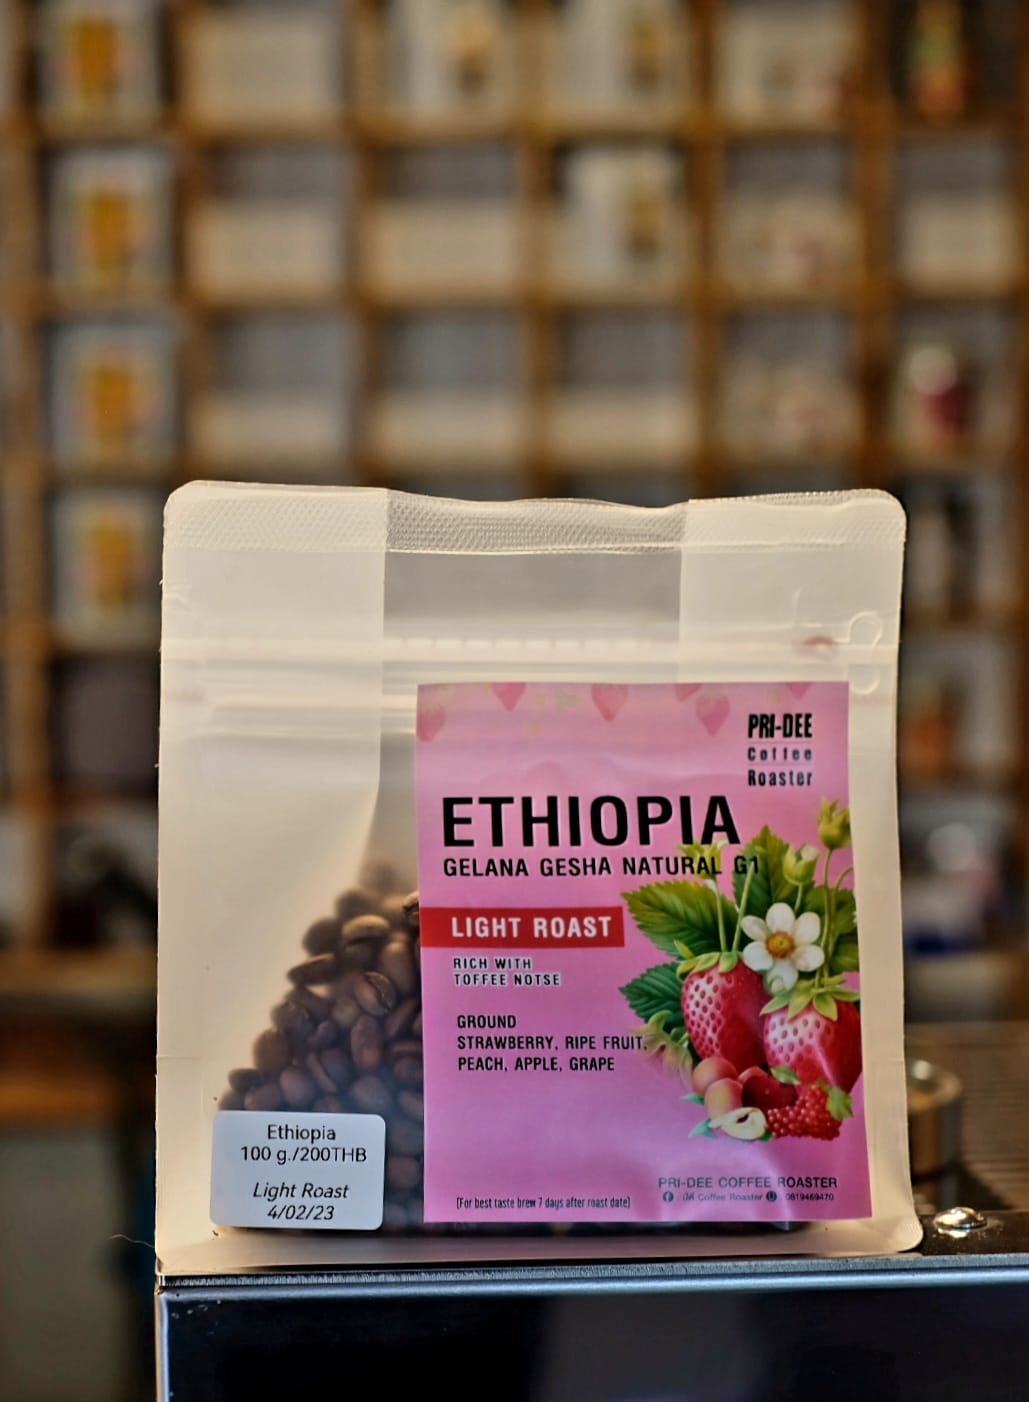 PRI-DEE
Coffee
Roaster
ETHIOPIA
GELANA GESHA NATURAL G1
LIGHT ROAST
RICH WITH
TOFFEE NOTSE
GROUND
STRAWBERRY, RIPE FRUIT,
PEACH, APPLE, GRAPE
Ethiopia
100 g./200THB
Light Roast
4/02/23
PRI-DEE COFFEE ROASTER
Coffee Roaster 0819469470
(For best taste brew 7 days after roast date)